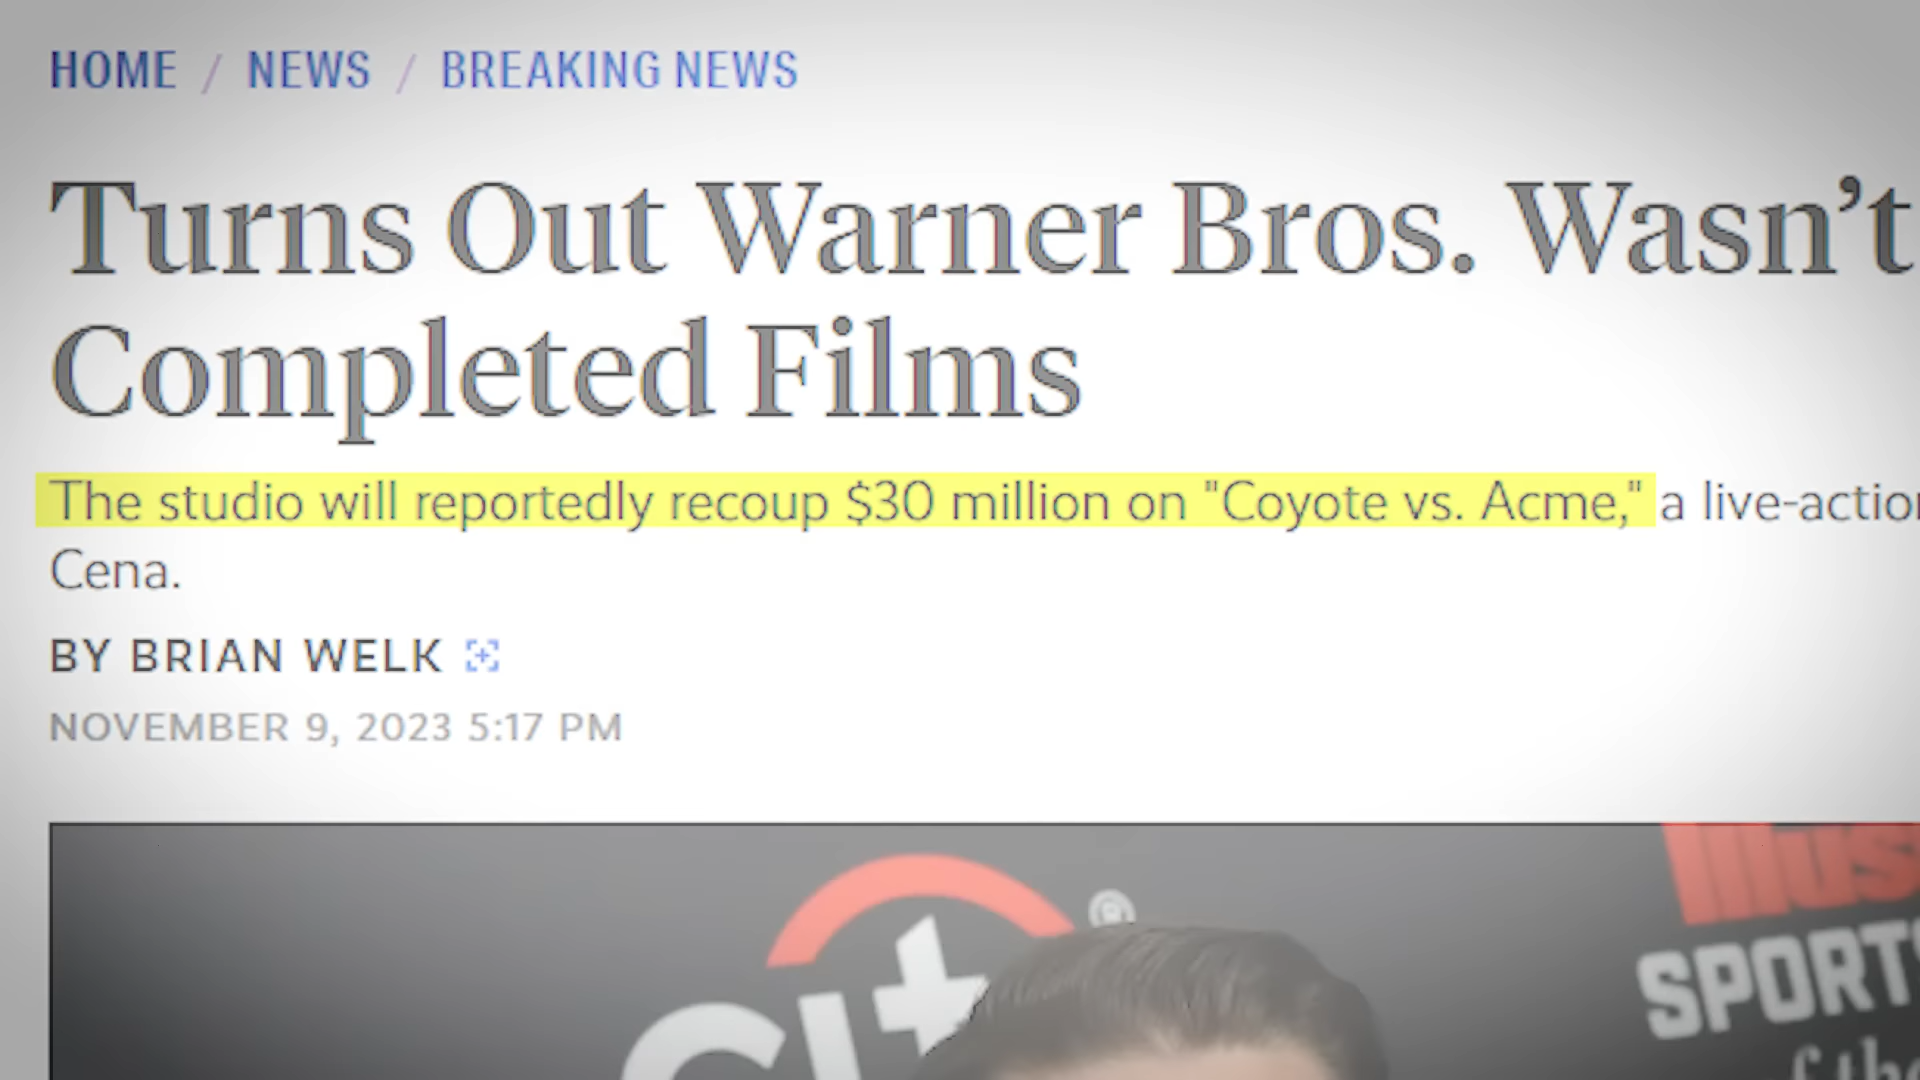 HOME / NEWS / BREAKING NEWS
Turns Out Warner Bros. Wasn't
Completed Films
The studio will reportedly recoup $30 million on "Coyote vs. Acme," a live-action
Cena.
BY BRIAN WELK
NOVEMBER 9, 2023 5:17 PM
®
SPORTS